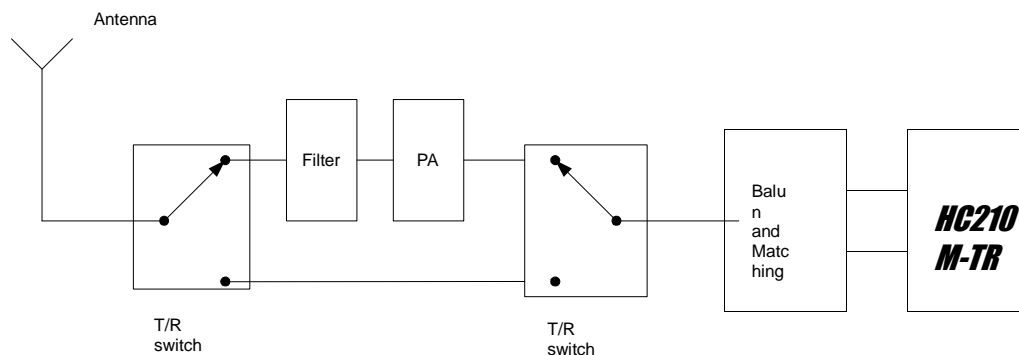 Antenna
Filter
PA
Balu
n
and
Matc
hing
HC210
M-TR
T/R
switch
T/R
switch